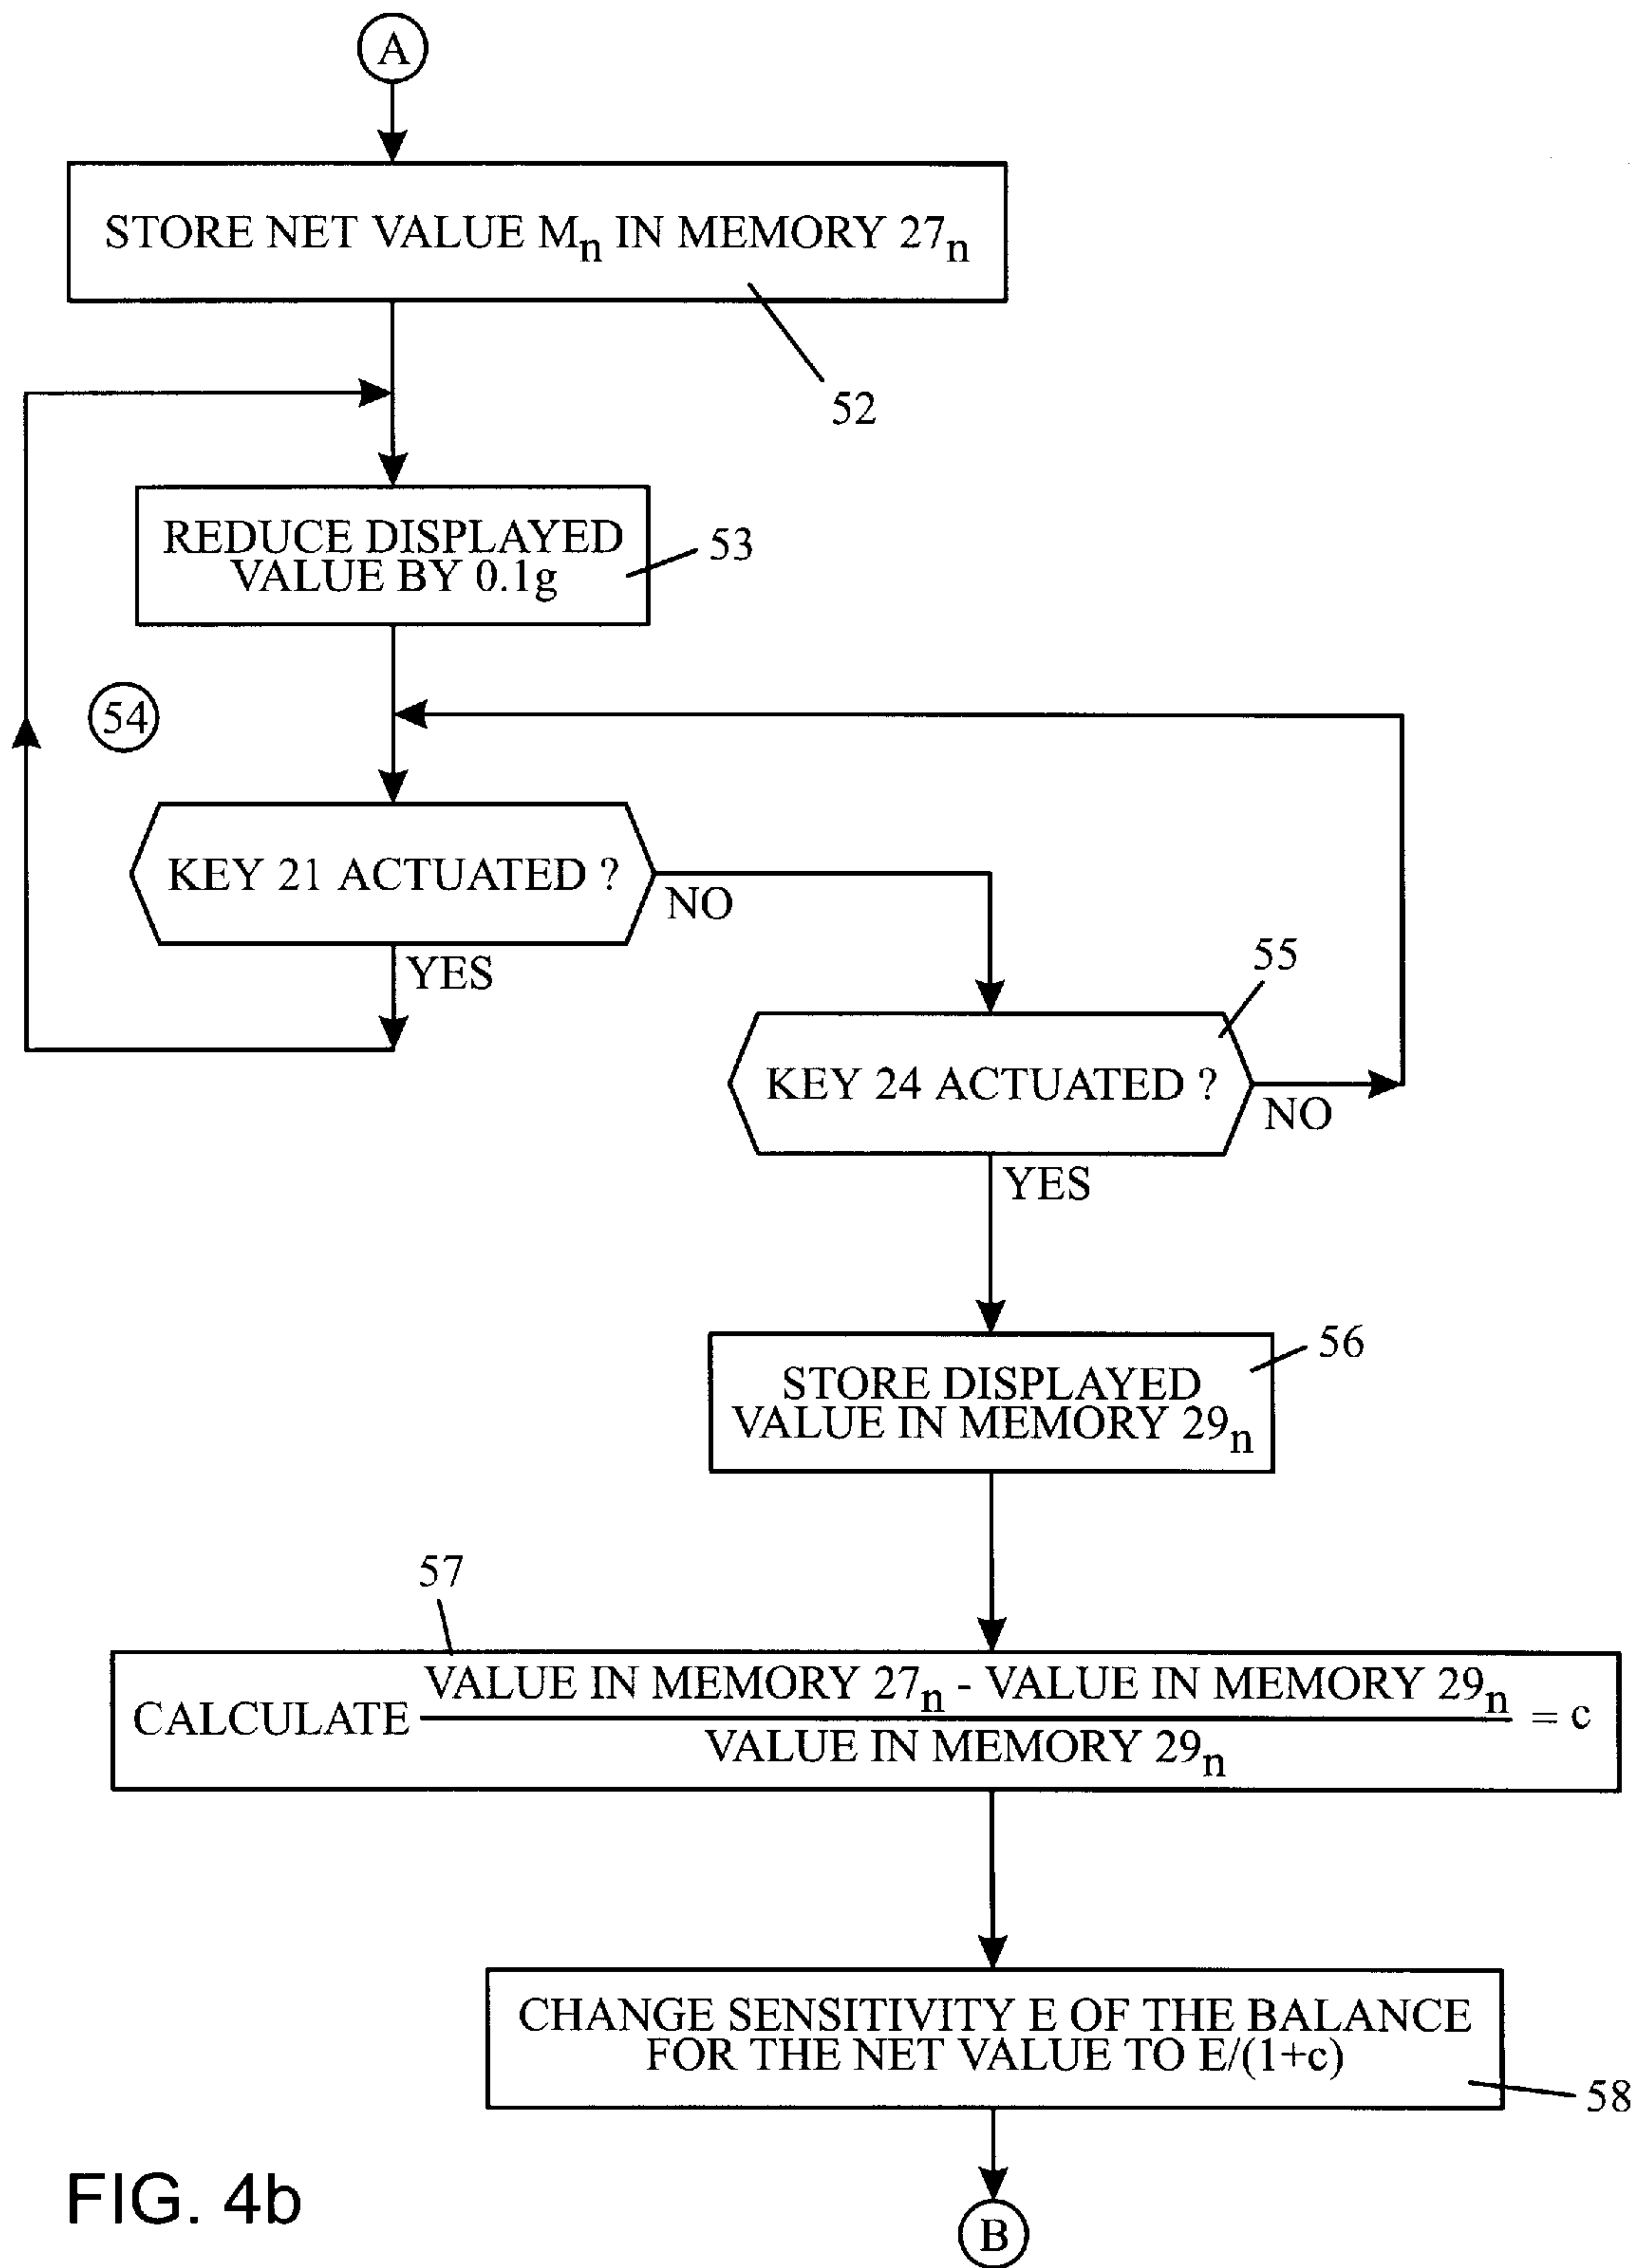 A
STORE NET VALUE Mn IN MEMORY 27n
52
REDUCE DISPLAYED
VALUE BY 0.1g
53
54
KEY 21 ACTUATED ?
NO
YES
55
KEY 24 ACTUATED ?
NO
YES
56
STORE DISPLAYED
VALUE IN MEMORY 29n
57
VALUE IN MEMORY 27n - VALUE IN MEMORY 29n
CALCULATE = c
VALUE IN MEMORY 29n
CHANGE SENSITIVITY E OF THE BALANCE
FOR THE NET VALUE TO E/(1+c)
58
FIG. 4b
B